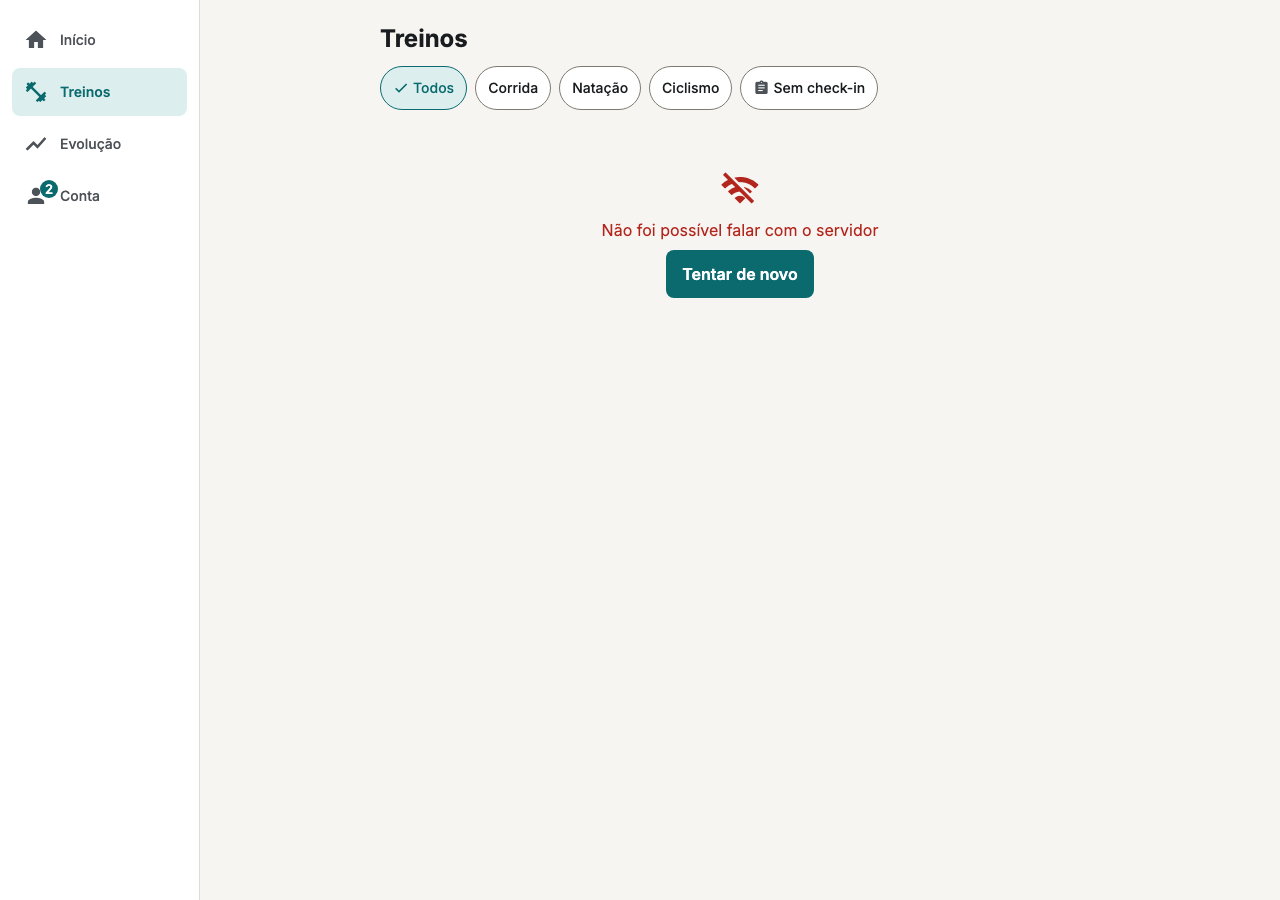 Início
Treinos
Evolução
2
Conta
Treinos
Todos
Corrida
Natação
Ciclismo
Sem check-in
Não foi possível falar com o servidor
Tentar de novo